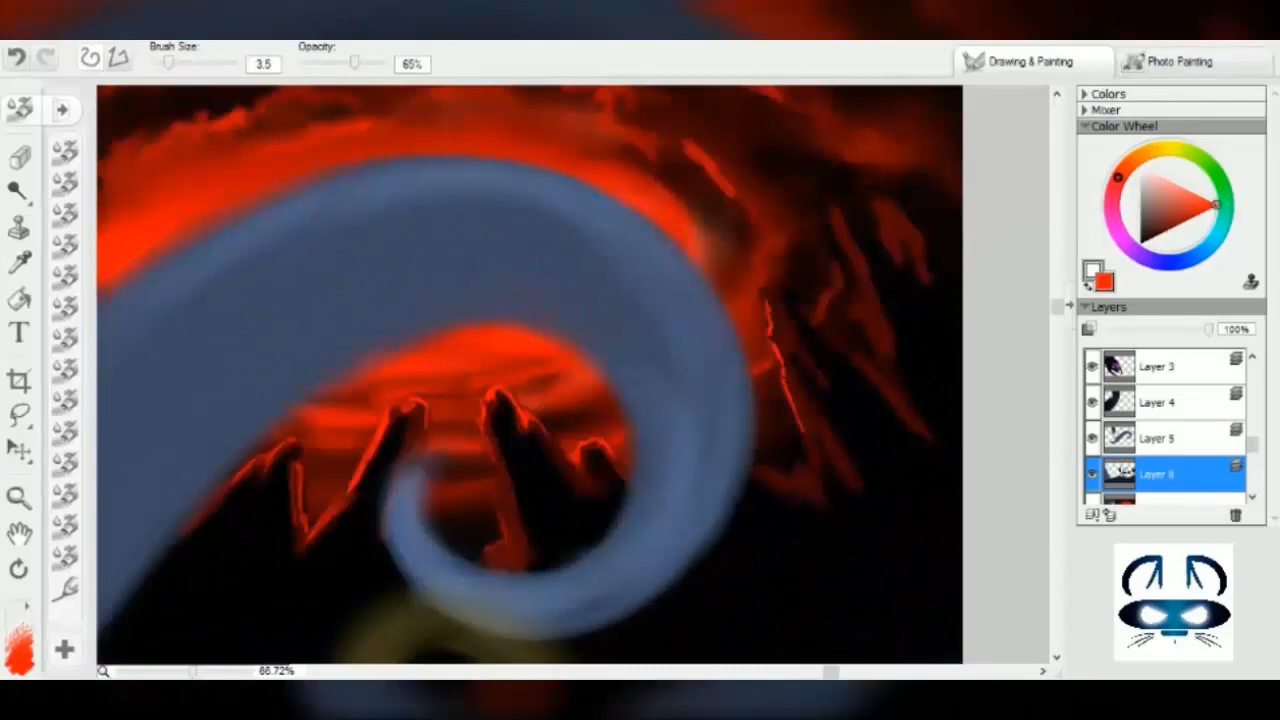 Brush Size:
Opacity:
3.5
65%
Drawing & Painting
Photo Painting
Colors
Mixer
Color Wheel
Layers
100%
Layer 3
Layer 4
Layer 5
T
66.72%